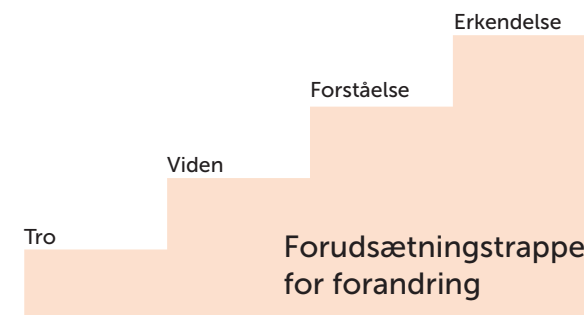 Erkendelse
Forståelse
Viden
Tro
Forudsætningstrappe
for forandring